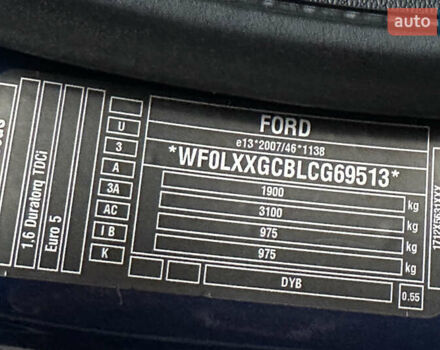 auto
FORD
e13*2007/46*1138
*WF0LXXGCBLCG69513*
1900 kg
3100 kg
975 kg
975 kg
DYB
0.55
U
3
A
3A
AC
I B
K
1.6 Duratorq TDCi
Euro 5